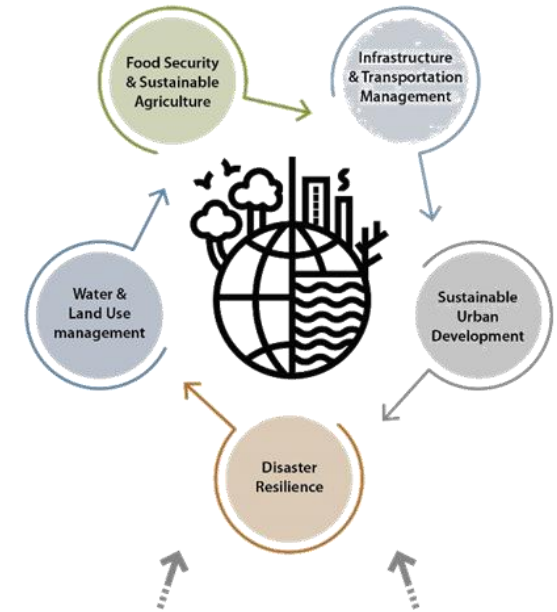 Food Security
& Sustainable
Agriculture
Infrastructure
& Transportation
Management
Water &
Land Use
management
Sustainable
Urban
Development
Disaster
Resilience